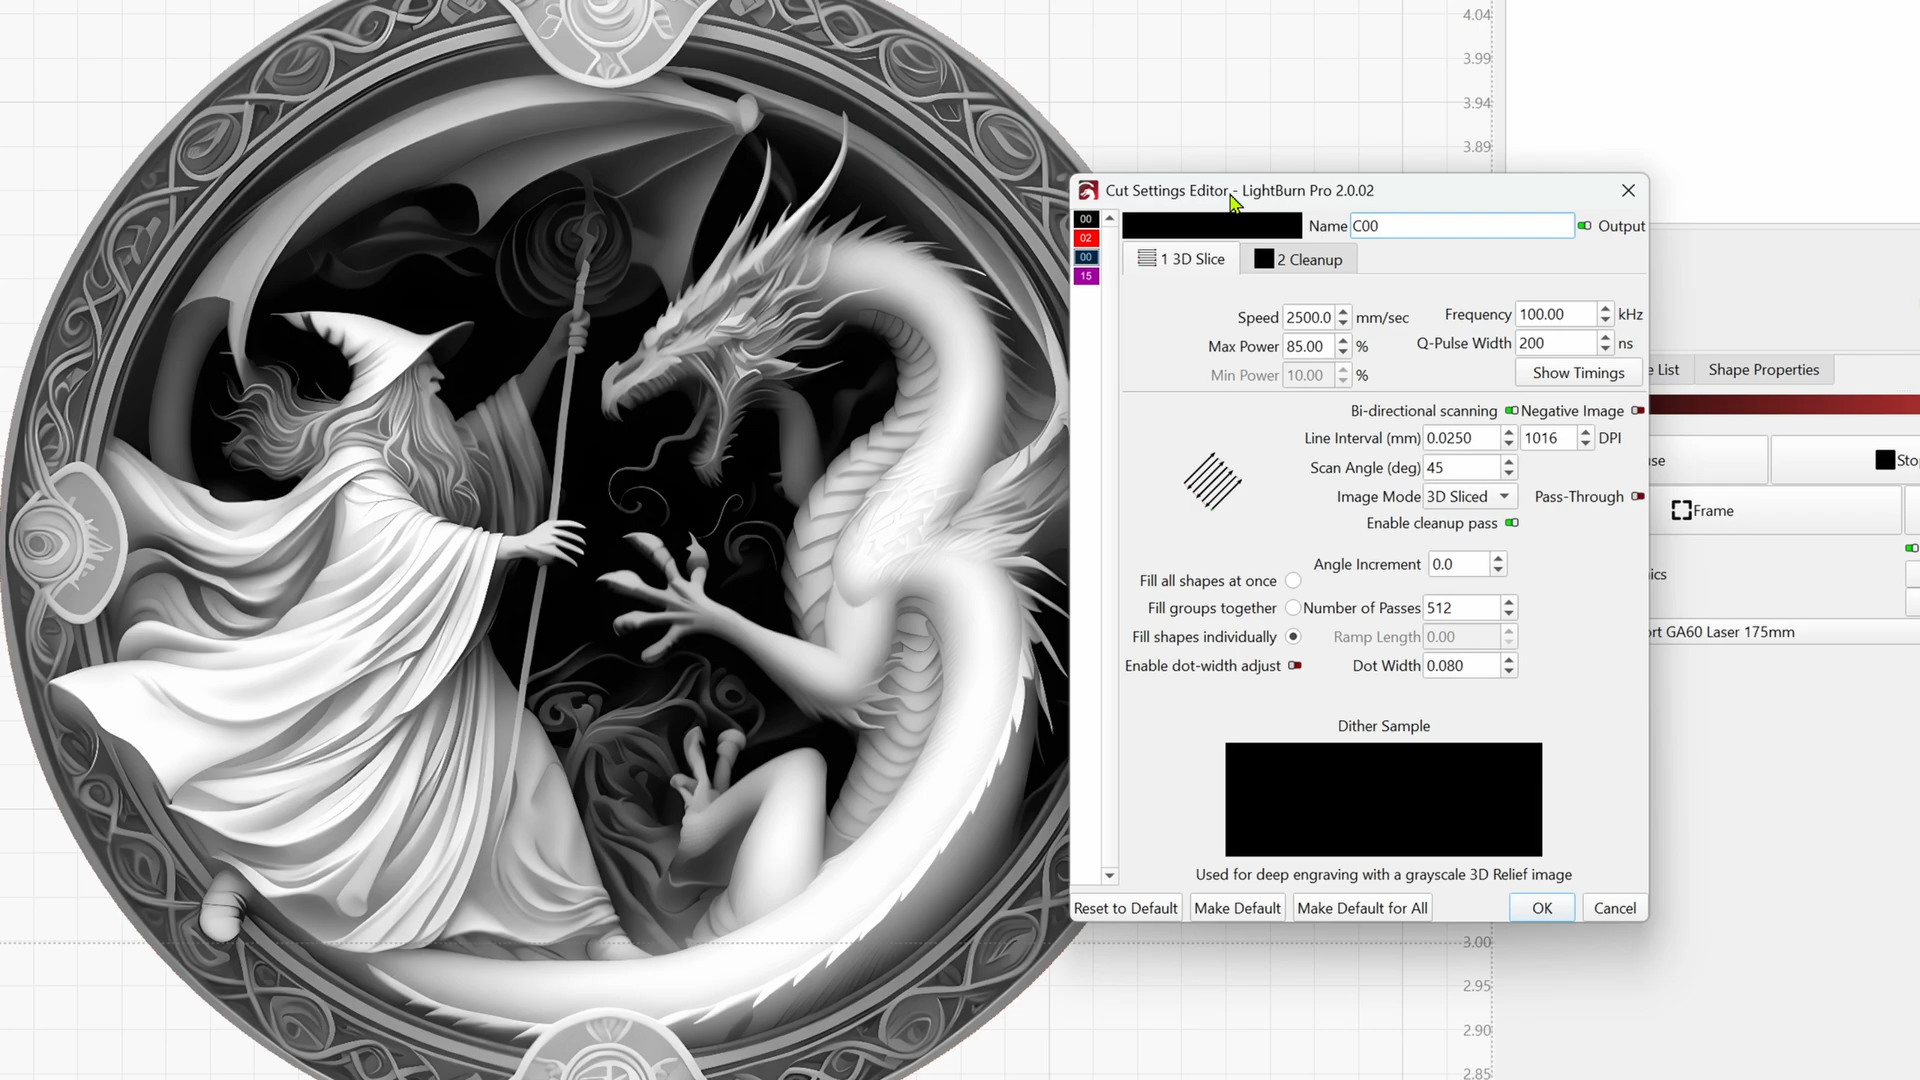 4.04
3.99
3.94
3.89
Cut Settings Editor - LightBurn Pro 2.0.02
00
02
00
15
Name C00 Output
1 3D Slice 2 Cleanup
Speed 2500.0 mm/sec Frequency 100.00 kHz
Max Power 85.00 % Q-Pulse Width 200 ns
Min Power 10.00 % Show Timings
e List Shape Properties
Bi-directional scanning Negative Image
Line Interval (mm) 0.0250 1016 DPI
Scan Angle (deg) 45
Image Mode 3D Sliced Pass-Through
Enable cleanup pass
Angle Increment 0.0
Fill all shapes at once
Fill groups together Number of Passes 512
Fill shapes individually Ramp Length 0.00
Enable dot-width adjust Dot Width 0.080
Dither Sample
Used for deep engraving with a grayscale 3D Relief image
Reset to Default Make Default Make Default for All OK Cancel
use Sto
Frame
ics
rt GA60 Laser 175mm
3.00
2.95
2.90
2.85